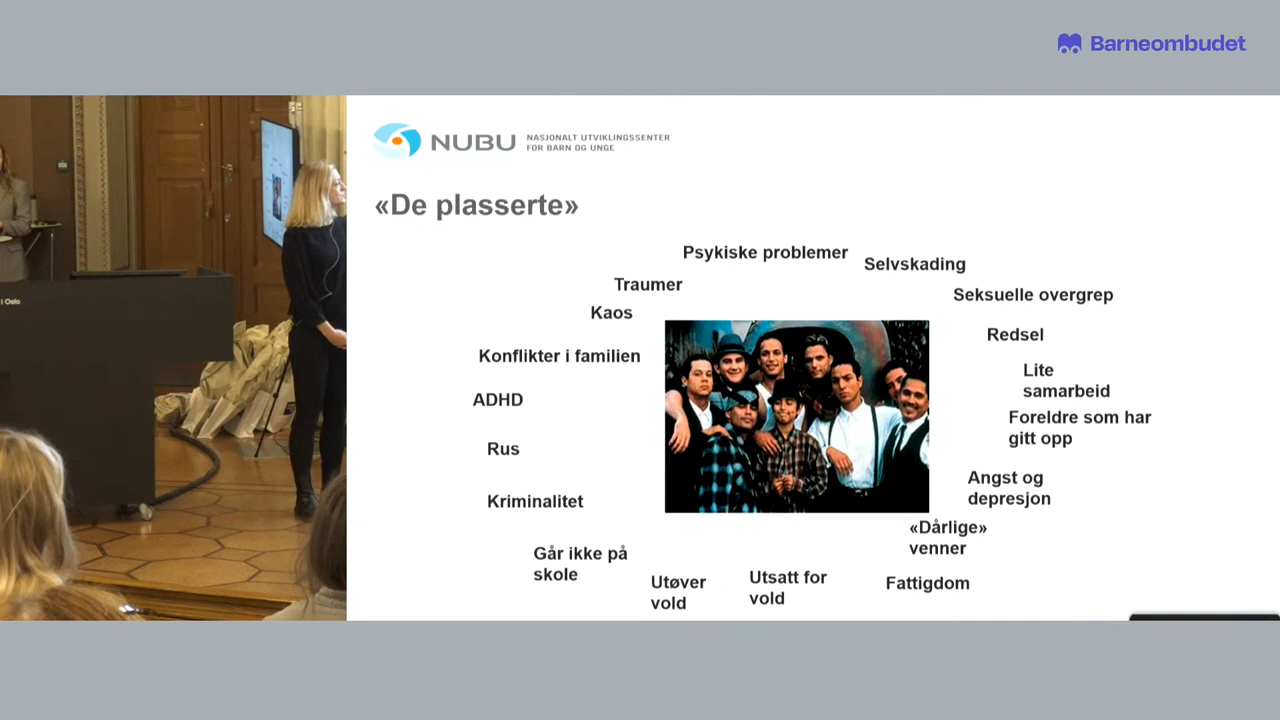 Barneombudet
NUBU
NASJONALT UTVIKLINGSSENTER
FOR BARN OG UNGE
«De plasserte»
Psykiske problemer
Selvskading
Traumer
Seksuelle overgrep
Kaos
Redsel
Konflikter i familien
Lite
samarbeid
ADHD
Foreldre som har
gitt opp
Rus
Angst og
depresjon
Kriminalitet
«Dårlige»
venner
Går ikke på
skole
Utøver
vold
Utsatt for
vold
Fattigdom
i Oslo